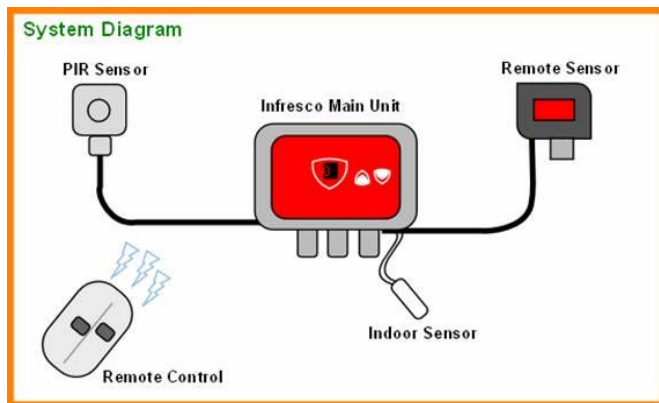 System Diagram
PIR Sensor
Remote Sensor
Infresco Main Unit
Indoor Sensor
Remote Control